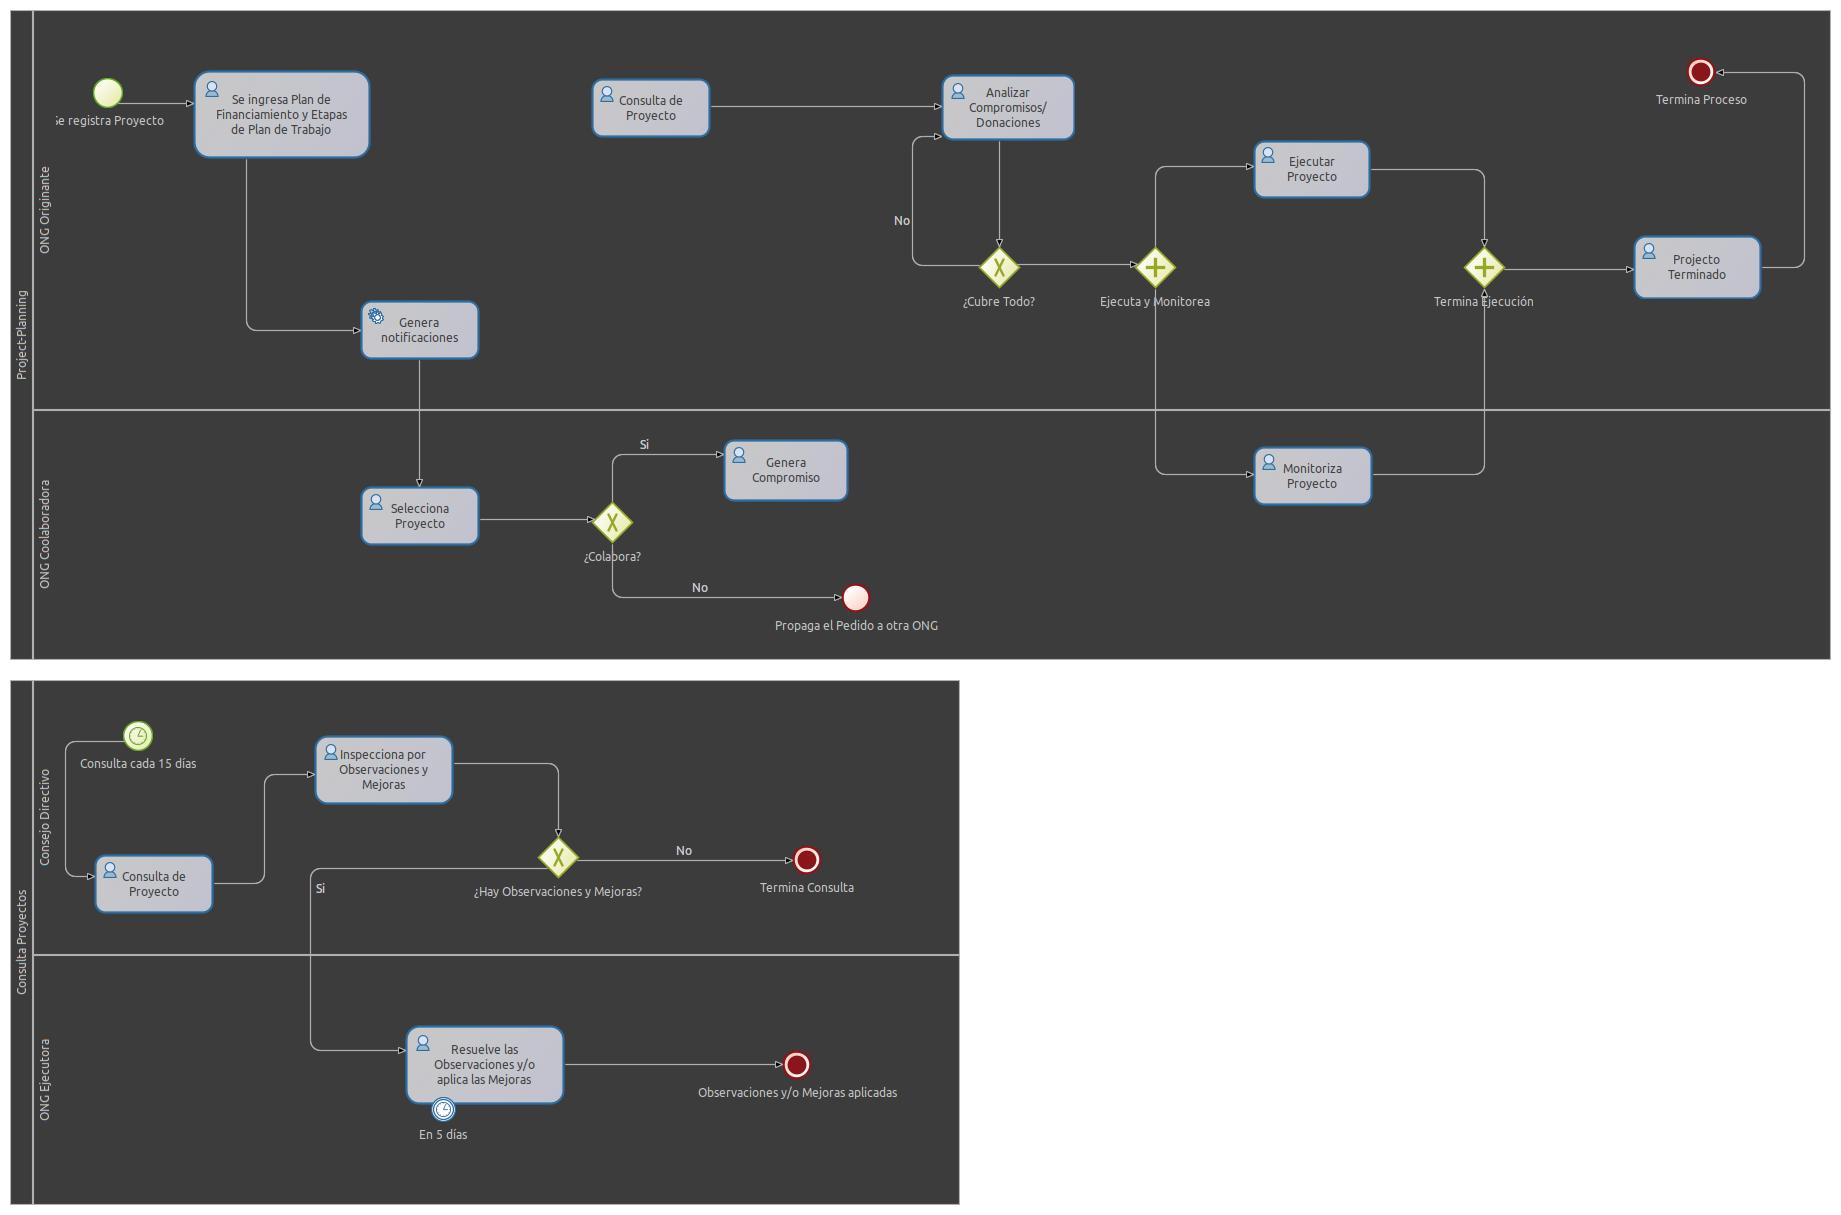 Project-Planning
ONG Originante
Se registra Proyecto
Se ingresa Plan de
Financiamiento y Etapas
de Plan de Trabajo
Consulta de
Proyecto
Analizar
Compromisos/
Donaciones
Termina Proceso
Ejecutar
Proyecto
No
¿Cubre Todo?
Ejecuta y Monitorea
Termina Ejecución
Projecto
Terminado
Genera
notificaciones
ONG Coolaboradora
Selecciona
Proyecto
Si
¿Colabora?
Genera
Compromiso
No
Propaga el Pedido a otra ONG
Monitoriza
Proyecto
Consulta Proyectos
Consejo Directivo
Consulta cada 15 días
Inspecciona por
Observaciones y
Mejoras
Consulta de
Proyecto
Si
¿Hay Observaciones y Mejoras?
No
Termina Consulta
ONG Ejecutora
Resuelve las
Observaciones y/o
aplica las Mejoras
En 5 días
Observaciones y/o Mejoras aplicadas